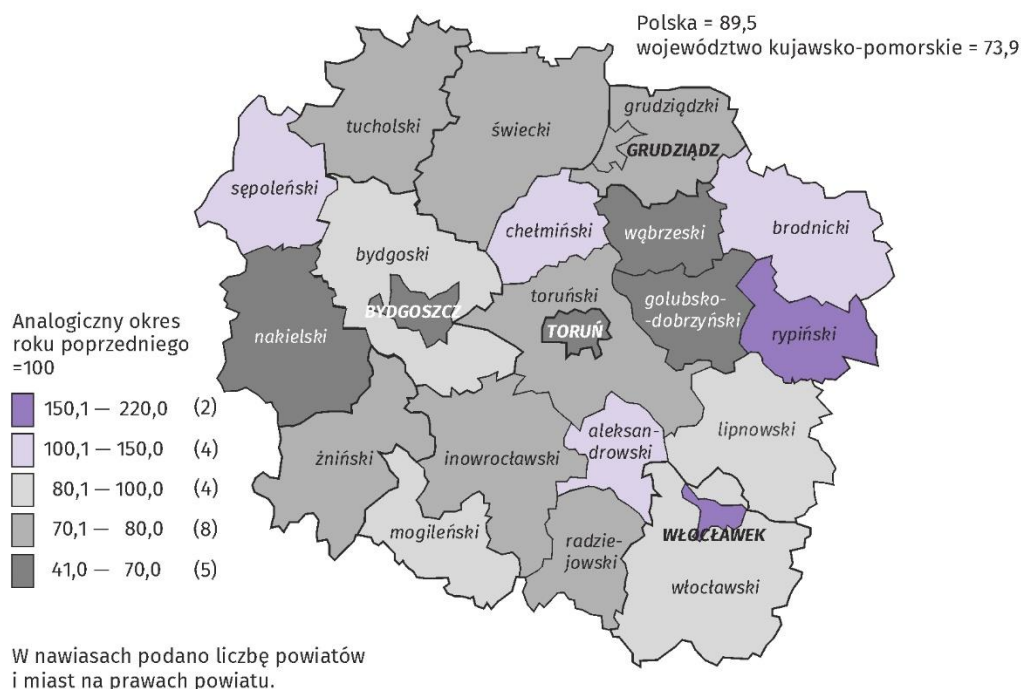 Polska = 89,5
województwo kujawsko-pomorskie = 73,9
grudziądzki
tucholski
świecki
GRUDZIĄDZ
sępoleński
chełmiński
wąbrzeski
brodnicki
bydgoski
toruński
golubsko-
-dobrzyński
BYDGOSZCZ
TORUŃ
nakielski
rypiński
Analogiczny okres
roku poprzedniego
=100
150,1 — 220,0 (2)
100,1 — 150,0 (4)
80,1 — 100,0 (4)
70,1 — 80,0 (8)
41,0 — 70,0 (5)
aleksan-
drowski
lipnowski
żniński
inowrocławski
mogileński
radzie-
jowski
WŁOCŁAWEK
włocławski
W nawiasach podano liczbę powiatów
i miast na prawach powiatu.